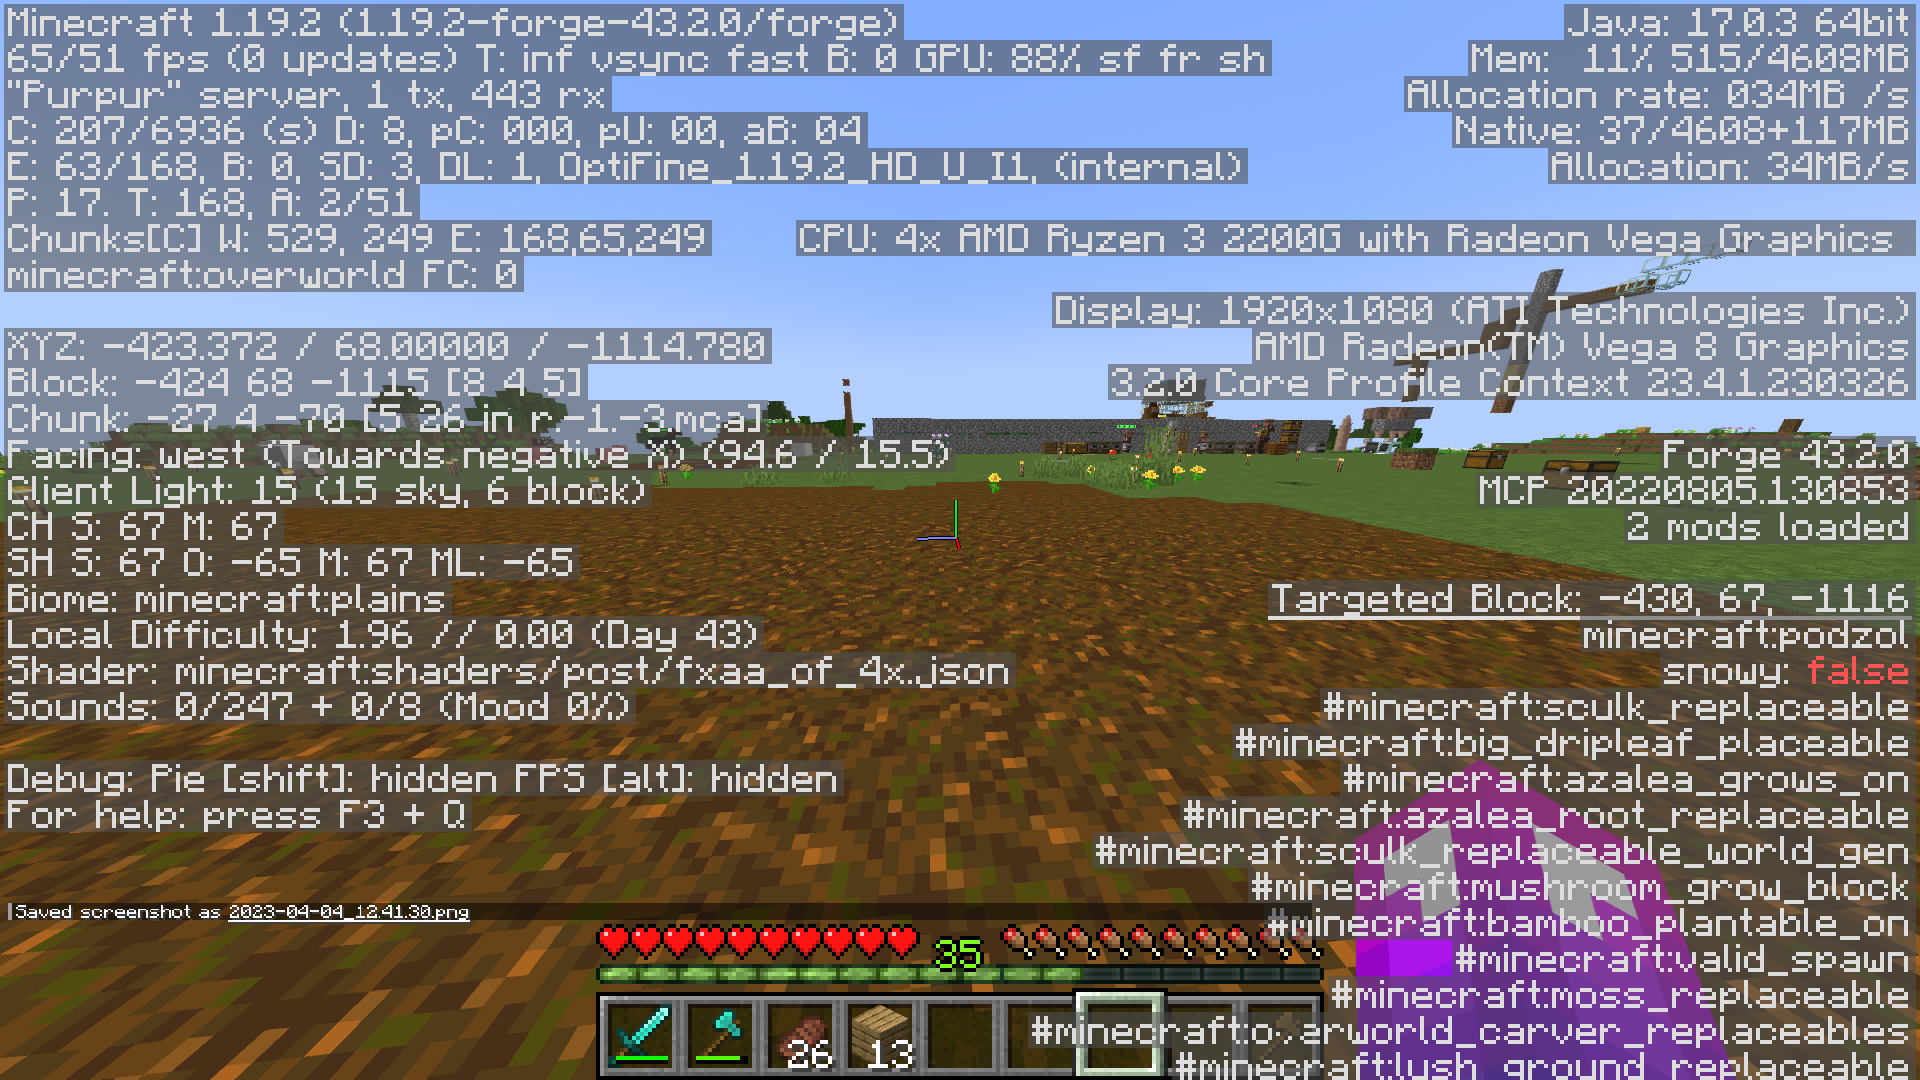 Minecraft 1.19.2 (1.19.2-forge-43.2.0/forge)
65/51 fps (0 updates) T: inf vsync fast B: 0 GPU: 88% sf fr sh
"Purpur" server, 1 tx, 443 rx
C: 207/6936 (s) D: 8, pC: 000, pU: 00, aB: 04
E: 63/168, B: 0, SD: 3, DL: 1, OptiFine_1.19.2_HD_U_I1, (internal)
P: 17. T: 168, A: 2/51
Chunks[C] W: 529, 249 E: 168,65,249
minecraft:overworld FC: 0
XYZ: -423.372 / 68.00000 / -1114.780
Block: -424 68 -1115 [8 4 5]
Chunk: -27 4 -70 [5 26 in r.-1.-3.mca]
Facing: west (Towards negative X) (94.6 / 15.5)
Client Light: 15 (15 sky, 6 block)
CH S: 67 M: 67
SH S: 67 O: -65 M: 67 ML: -65
Biome: minecraft:plains
Local Difficulty: 1.96 // 0.00 (Day 43)
Shader: minecraft:shaders/post/fxaa_of_4x.json
Sounds: 0/247 + 0/8 (Mood 0%)
Debug: Pie [shift]: hidden FPS [alt]: hidden
For help: press F3 + Q
Java: 17.0.3 64bit
Mem: 11% 515/4608MB
Allocation rate: 034MB /s
Native: 37/4608+117MB
Allocation: 34MB/s
CPU: 4x AMD Ryzen 3 2200G with Radeon Vega Graphics
Display: 1920x1080 (ATI Technologies Inc.)
AMD Radeon(TM) Vega 8 Graphics
3.2.0 Core Profile Context 23.4.1.230326
Forge 43.2.0
MCP 20220805.130853
2 mods loaded
Targeted Block: -430, 67, -1116
minecraft:podzol
snowy: false
#minecraft:sculk_replaceable
#minecraft:big_dripleaf_placeable
#minecraft:azalea_grows_on
#minecraft:azalea_root_replaceable
#minecraft:sculk_replaceable_world_gen
#minecraft:mushroom_grow_block
#minecraft:bamboo_plantable_on
#minecraft:valid_spawn
#minecraft:moss_replaceable
#minecraft:overworld_carver_replaceables
#minecraft:lush_ground_replaceable
Saved screenshot as 2023-04-04_12.41.30.png
35
26
13